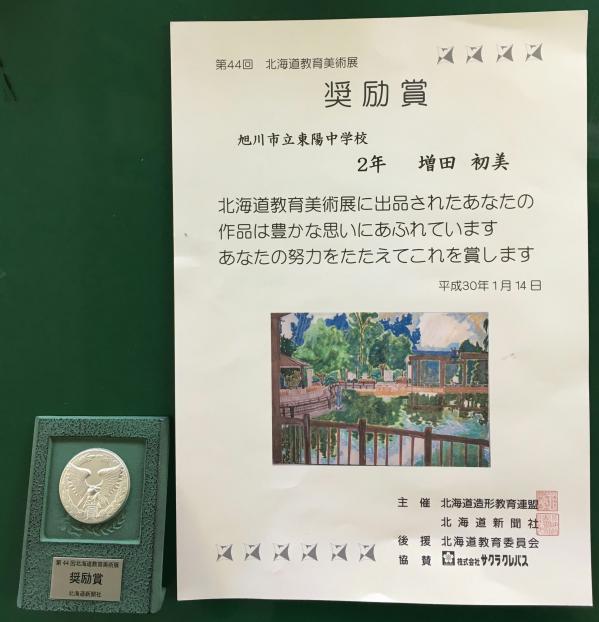 第44回 北海道教育美術展
奨励賞
旭川市立東陽中学校
2年 増田 初美
北海道教育美術展に出品されたあなたの
作品は豊かな思いにあふれています
あなたの努力をたたえてこれを賞します
平成30年1月14日
主催 北海道造形教育連盟
北海道新聞社
後援 北海道教育委員会
協賛 株式会社サクラクレパス
第44回北海道教育美術展
奨励賞
北海道新聞社